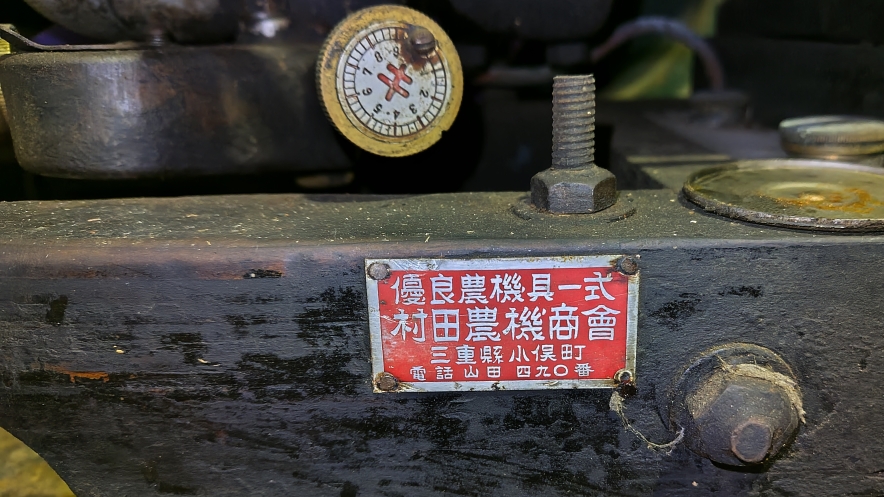 優良農機具一式
村田農機商會
三重縣小俣町
電話 山田 四九〇番